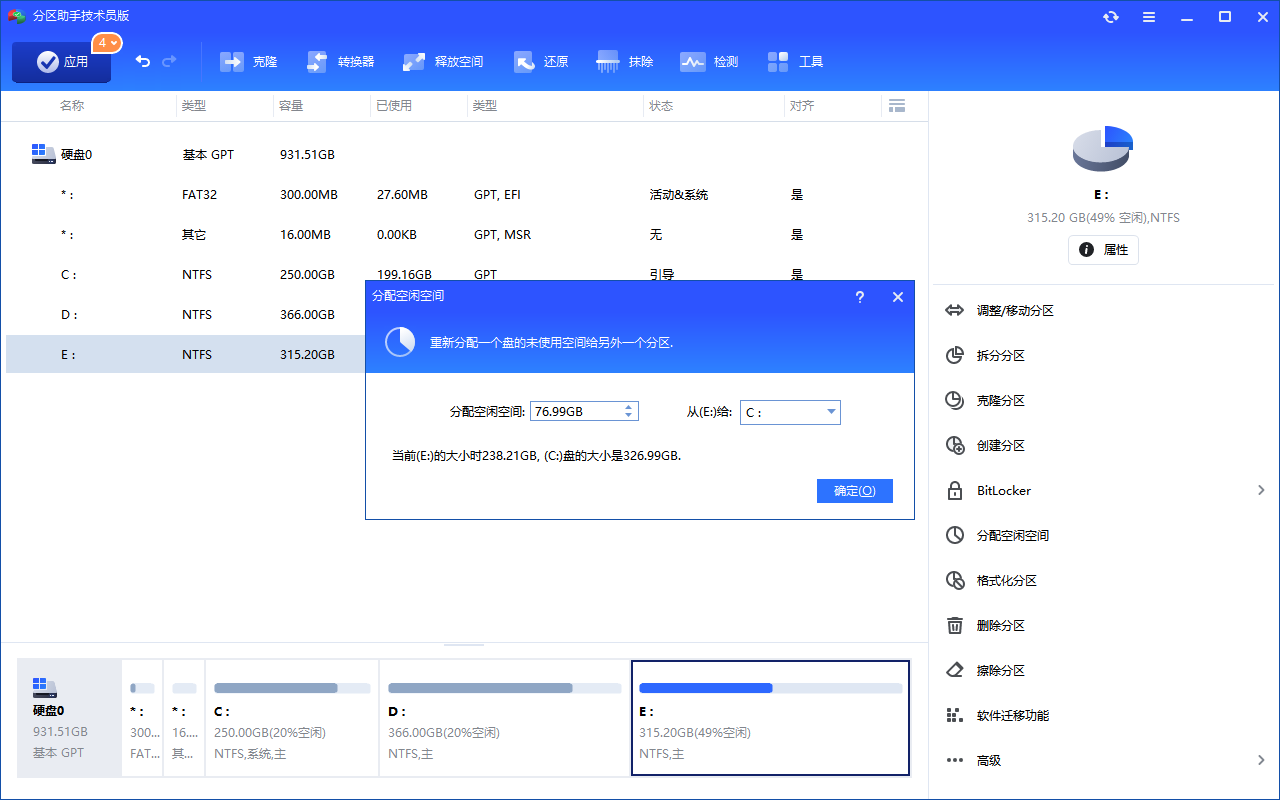 分区助手技术员版
应用
4
克隆
转换器
释放空间
还原
抹除
检测
工具
名称 类型 容量 已使用 类型 状态 对齐
硬盘0 基本 GPT 931.51GB
* : FAT32 300.00MB 27.60MB GPT, EFI 活动&系统 是
* : 其它 16.00MB 0.00KB GPT, MSR 无 是
C : NTFS 250.00GB 199.16GB GPT 引导 是
D : NTFS 366.00GB
E : NTFS 315.20GB
分配空闲空间
?
重新分配一个盘的未使用空间给另外一个分区.
分配空闲空间: 76.99GB 从(E:)给: C :
当前(E:)的大小时238.21GB, (C:)盘的大小是326.99GB.
确定(O)
E :
315.20 GB(49% 空闲),NTFS
属性
调整/移动分区
拆分分区
克隆分区
创建分区
BitLocker
分配空闲空间
格式化分区
删除分区
擦除分区
软件迁移功能
高级
硬盘0
931.51GB
基本 GPT
* :
300...
FAT...
* :
16....
其...
C :
250.00GB(20%空闲)
NTFS,系统,主
D :
366.00GB(20%空闲)
NTFS,主
E :
315.20GB(49%空闲)
NTFS,主